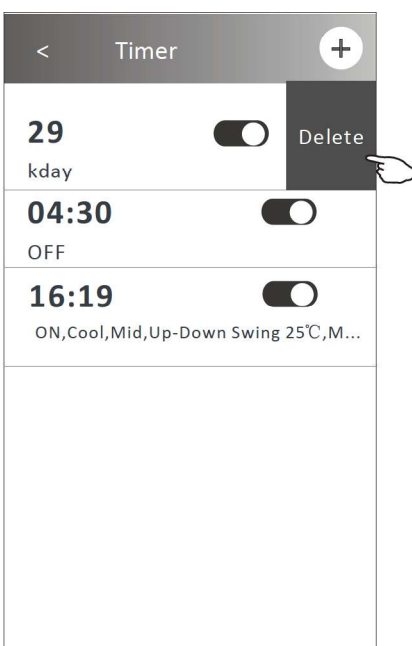 < Timer +
29
Delete
kday
04:30
OFF
16:19
ON,Cool,Mid,Up-Down Swing 25℃,M...